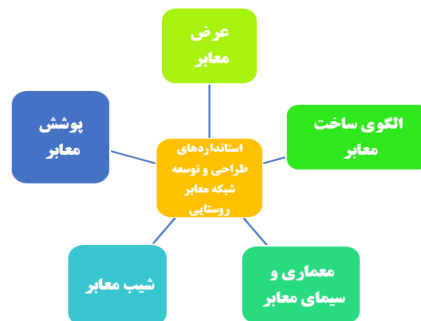 عرض
معابر
الگوی ساخت
معابر
پوشش
معابر
استانداردهای
طراحی و توسعه
شبکه معابر
روستایی
معماری و
سیمای معابر
شیب معابر